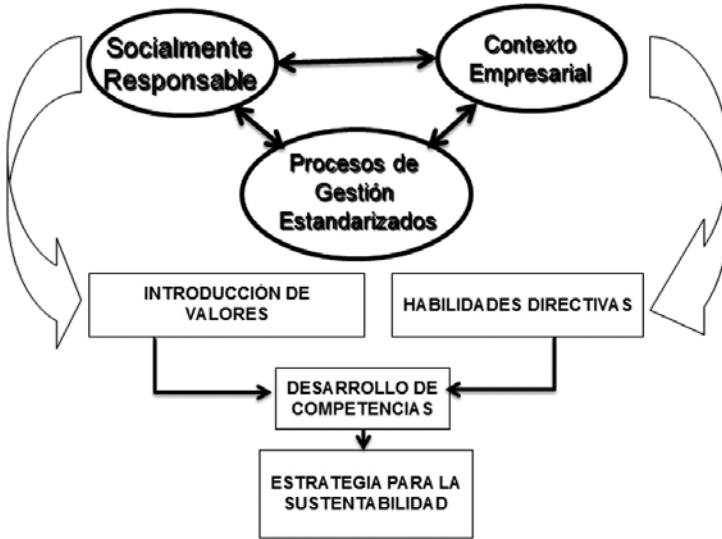 Socialmente
Responsable
Contexto
Empresarial
Procesos de
Gestión
Estandarizados
INTRODUCCIÓN DE
VALORES
HABILIDADES DIRECTIVAS
DESARROLLO DE
COMPETENCIAS
ESTRATEGIA PARA LA
SUSTENTABILIDAD